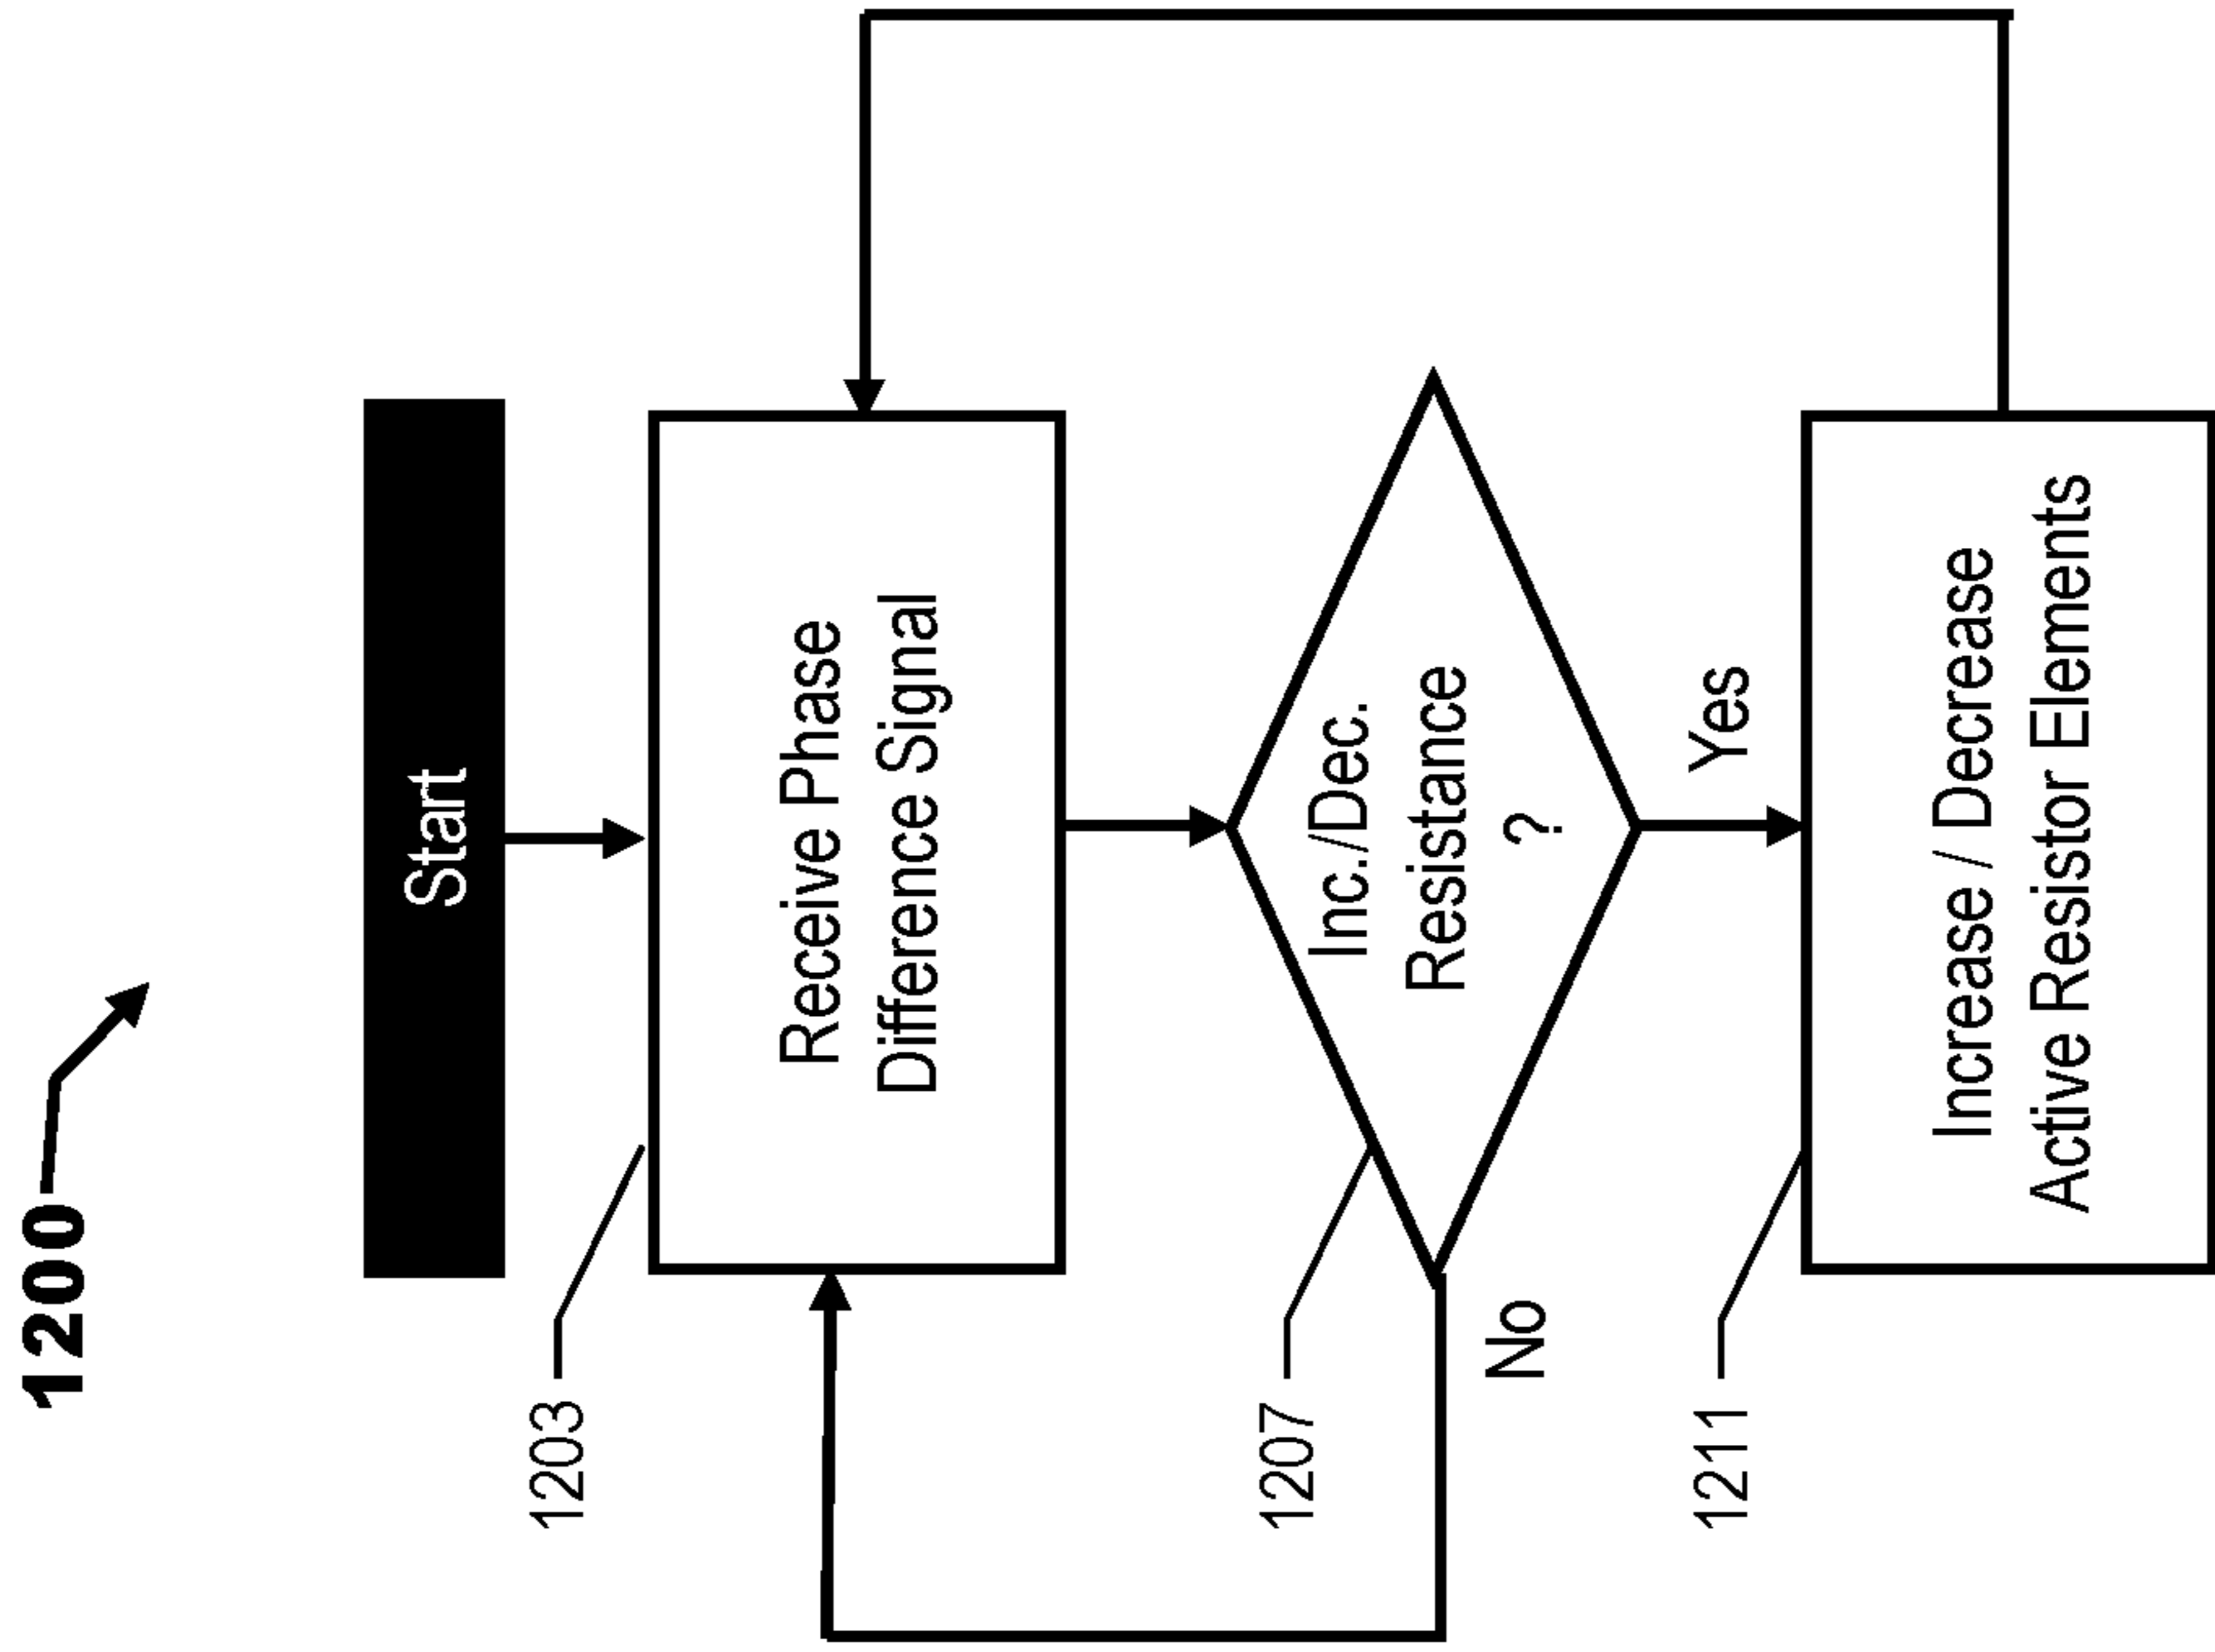 1200
Start
1203
Receive Phase
Difference Signal
1207
Inc./Dec.
Resistance
?
No
Yes
1211
Increase / Decrease
Active Resistor Elements